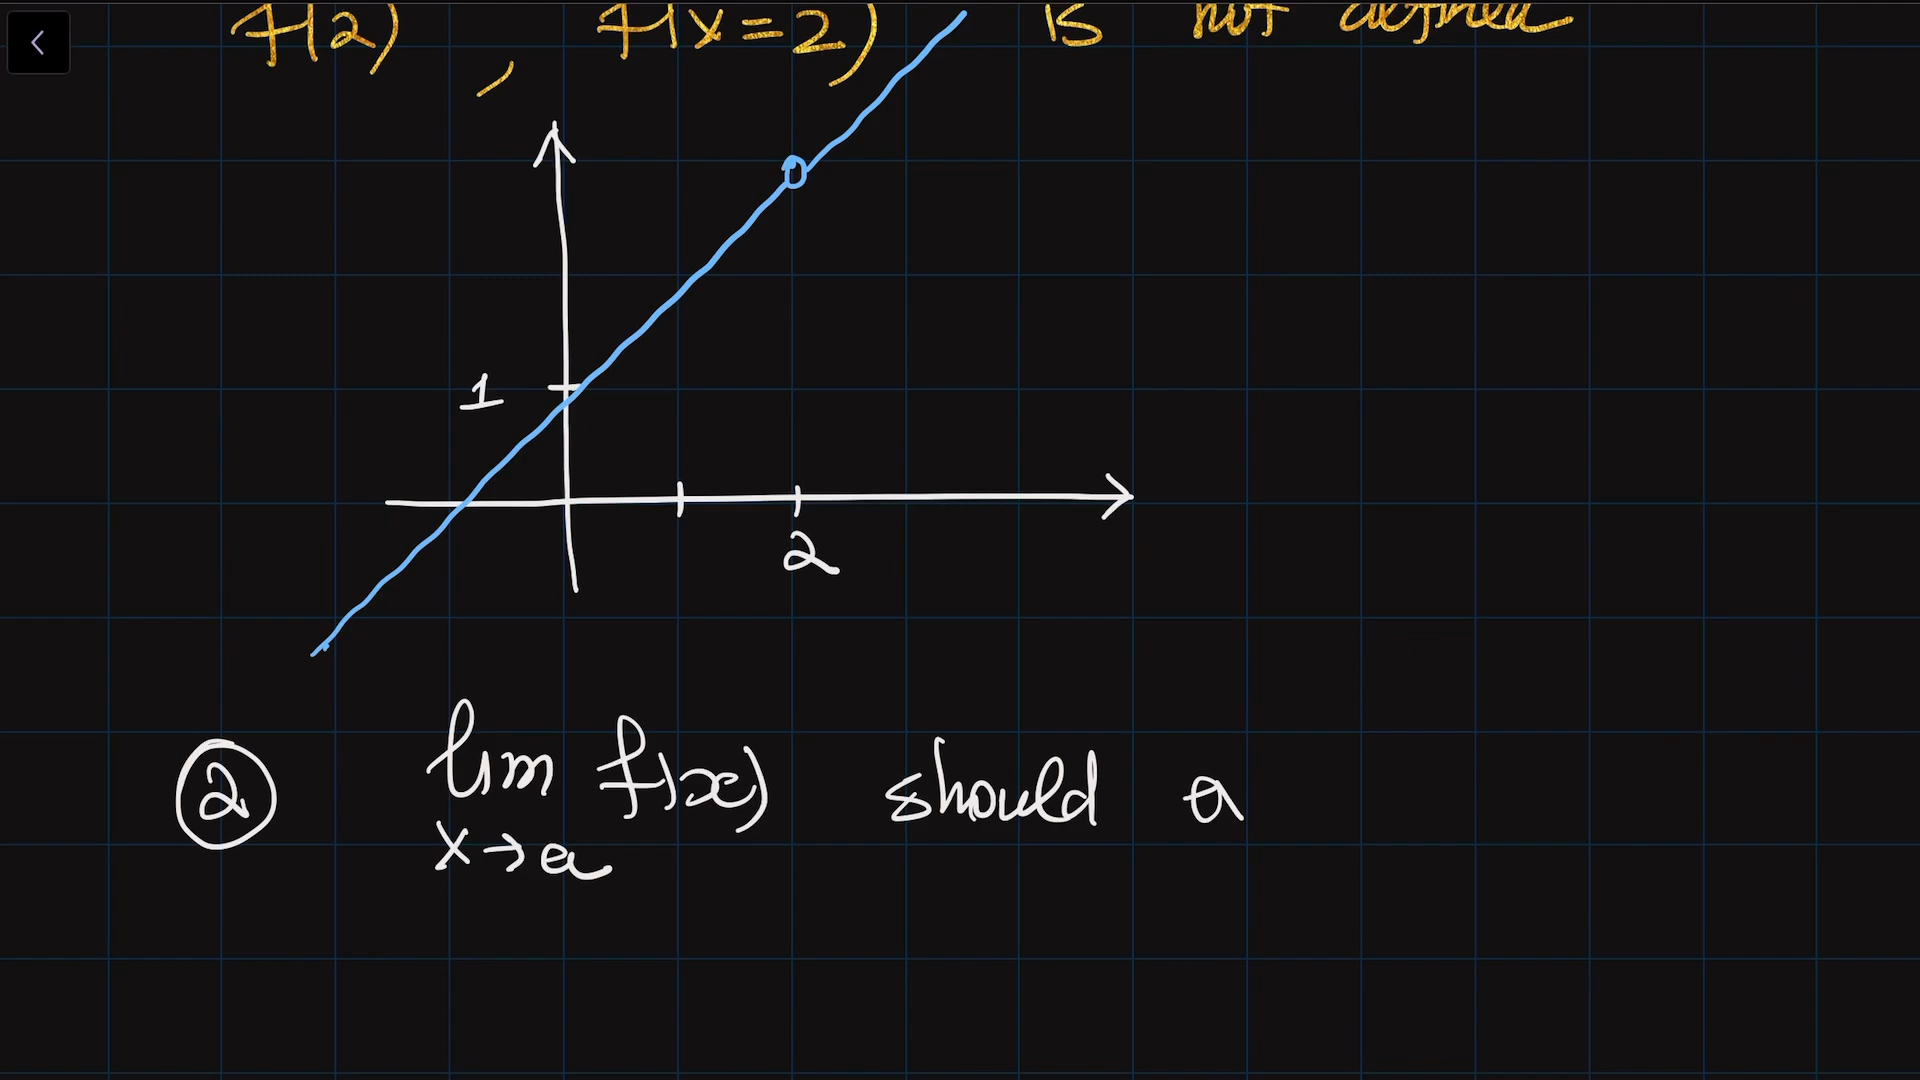 f(2) , f(x=2) is not defined
1
2
② lim f(x) should a
x→a